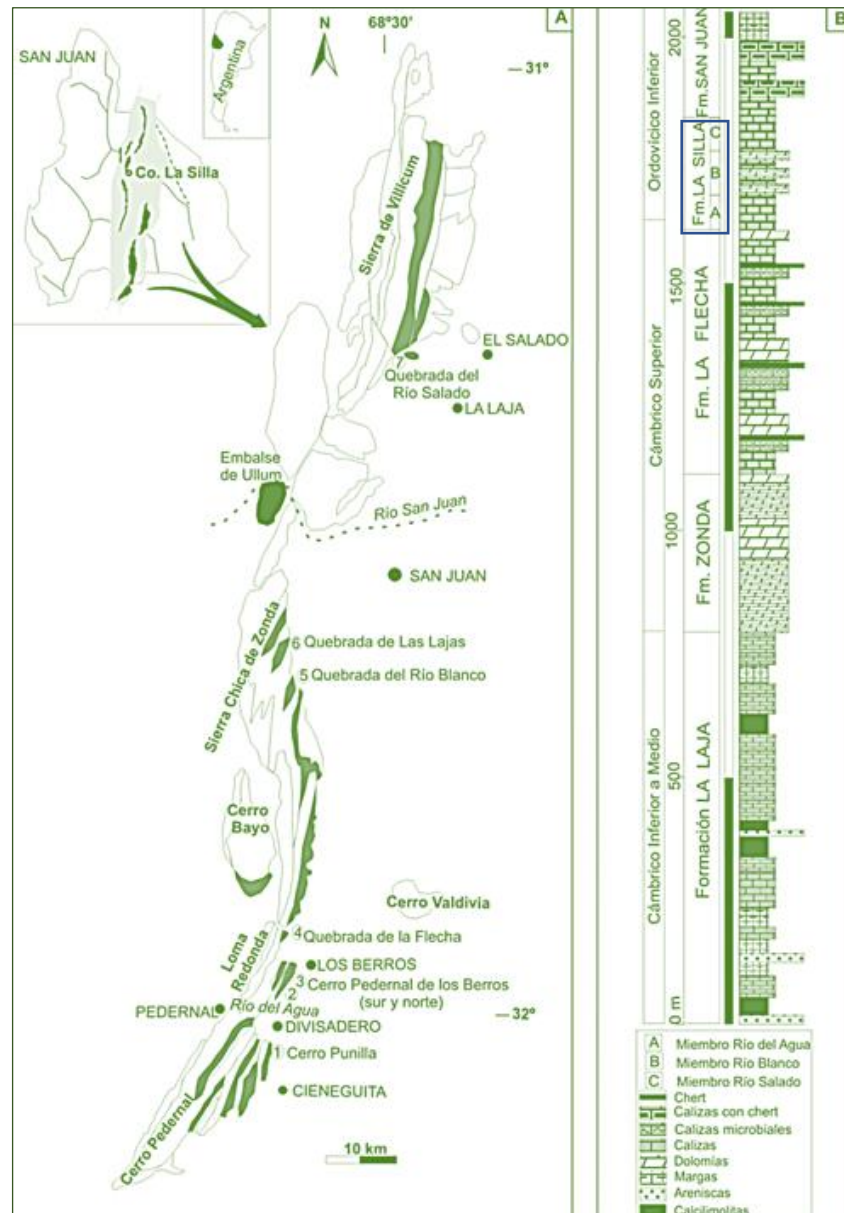 A
N
68°30'
31°
SAN JUAN
Argentina
Co. La Silla
Sierra de Villicum
EL SALADO
7
Quebrada del
Río Salado
LA LAJA
Embalse
de Ullum
Río San Juan
SAN JUAN
Sierra Chica de Zonda
6 Quebrada de Las Lajas
5 Quebrada del Río Blanco
Cerro
Bayo
Cerro Valdivia
4 Quebrada de la Flecha
Loma
Redonda
LOS BERROS
3 Cerro Pedernal de los Berros
(sur y norte)
2
Río del Agua
PEDERNAL
32°
DIVISADERO
1 Cerro Punilla
CIENEGUITA
Cerro Pedernal
10 km
B
Ordovícico Inferior
Cámbrico Superior
Cámbrico Inferior a Medio
2000
1500
1000
500
0 m
Fm. SAN JUAN
Fm. LA SILLA
C
B
A
Fm. LA FLECHA
Fm. ZONDA
Formación LA LAJA
A Miembro Río del Agua
B Miembro Río Blanco
C Miembro Río Salado
Chert
Calizas con chert
Calizas microbiales
Calizas
Dolomías
Margas
Areniscas
Calcilimolitas